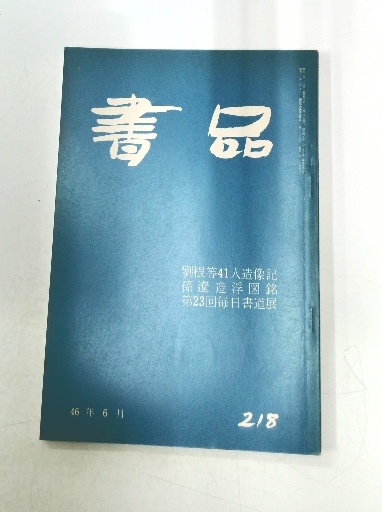 書品
劉根等41人造像記
孫遼造浮図銘
第23回毎日書道展
46年6月
218